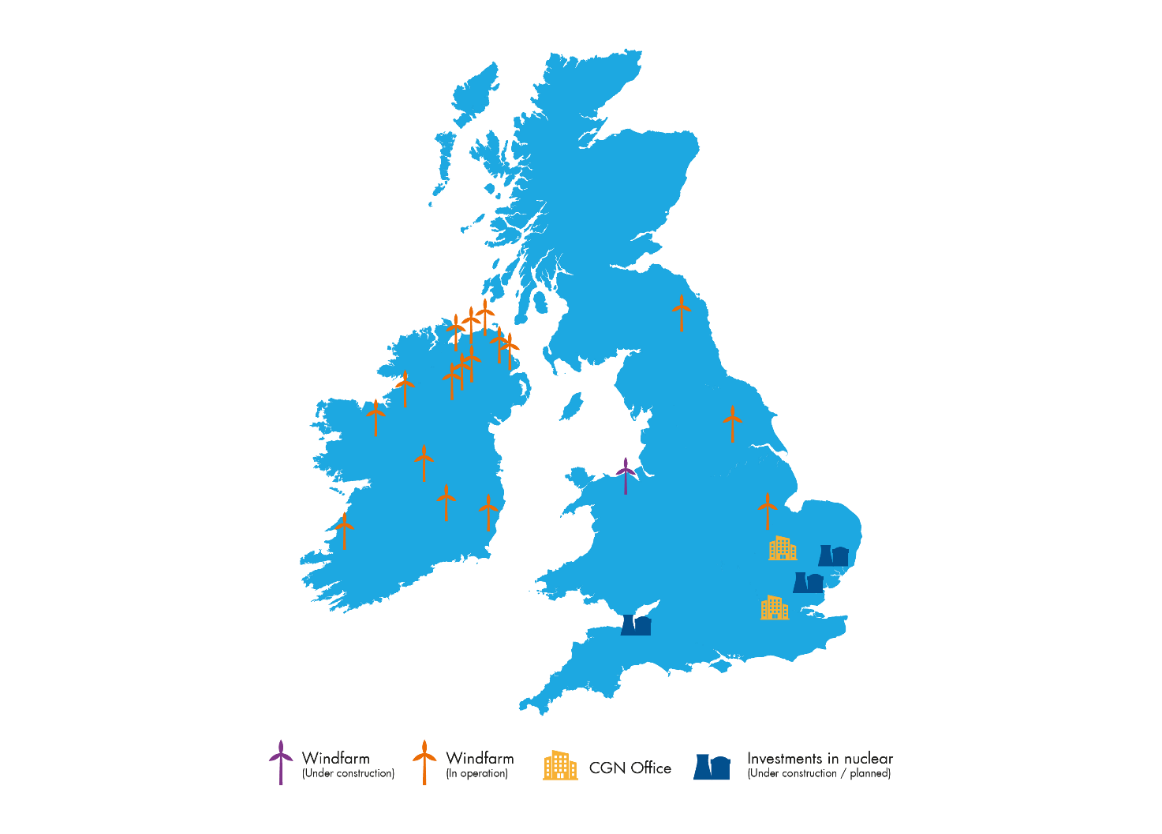 Windfarm
(Under construction)
Windfarm
(In operation)
CGN Office
Investments in nuclear
(Under construction / planned)